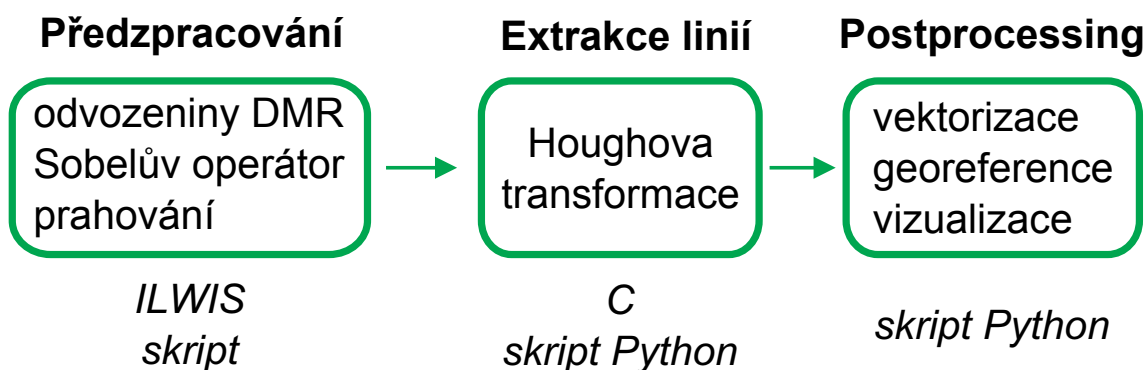 Předzpracování
odvozeniny DMR
Sobelův operátor
prahování
ILWIS
skript
Extrakce linií
Houghova
transformace
C
skript Python
Postprocessing
vektorizace
georeference
vizualizace
skript Python